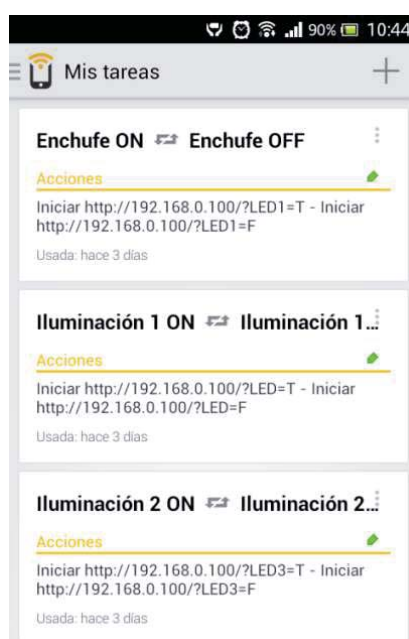 90% 10:44
Mis tareas
Enchufe ON Enchufe OFF
Acciones
Iniciar http://192.168.0.100/?LED1=T - Iniciar
http://192.168.0.100/?LED1=F
Usada: hace 3 días
Iluminación 1 ON Iluminación 1...
Acciones
Iniciar http://192.168.0.100/?LED=T - Iniciar
http://192.168.0.100/?LED=F
Usada: hace 3 días
Iluminación 2 ON Iluminación 2...
Acciones
Iniciar http://192.168.0.100/?LED3=T - Iniciar
http://192.168.0.100/?LED3=F
Usada: hace 3 días